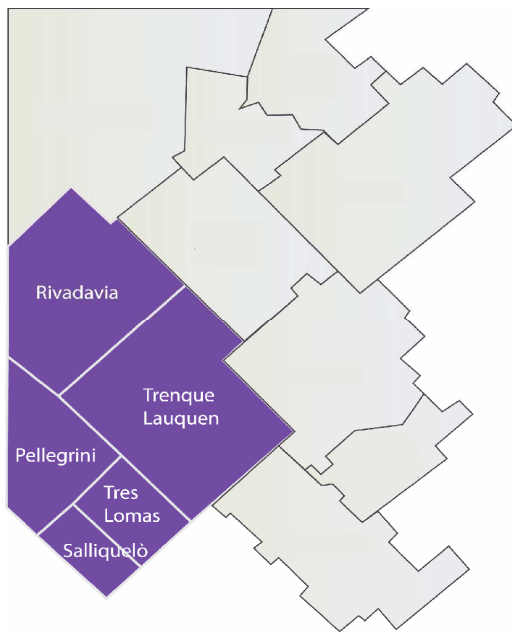 Rivadavia
Trenque
Lauquen
Pellegrini
Tres
Lomas
Salliquelò